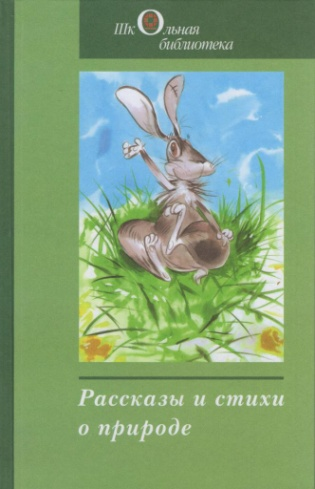 Школьная
библиотека
Рассказы и стихи
о природе